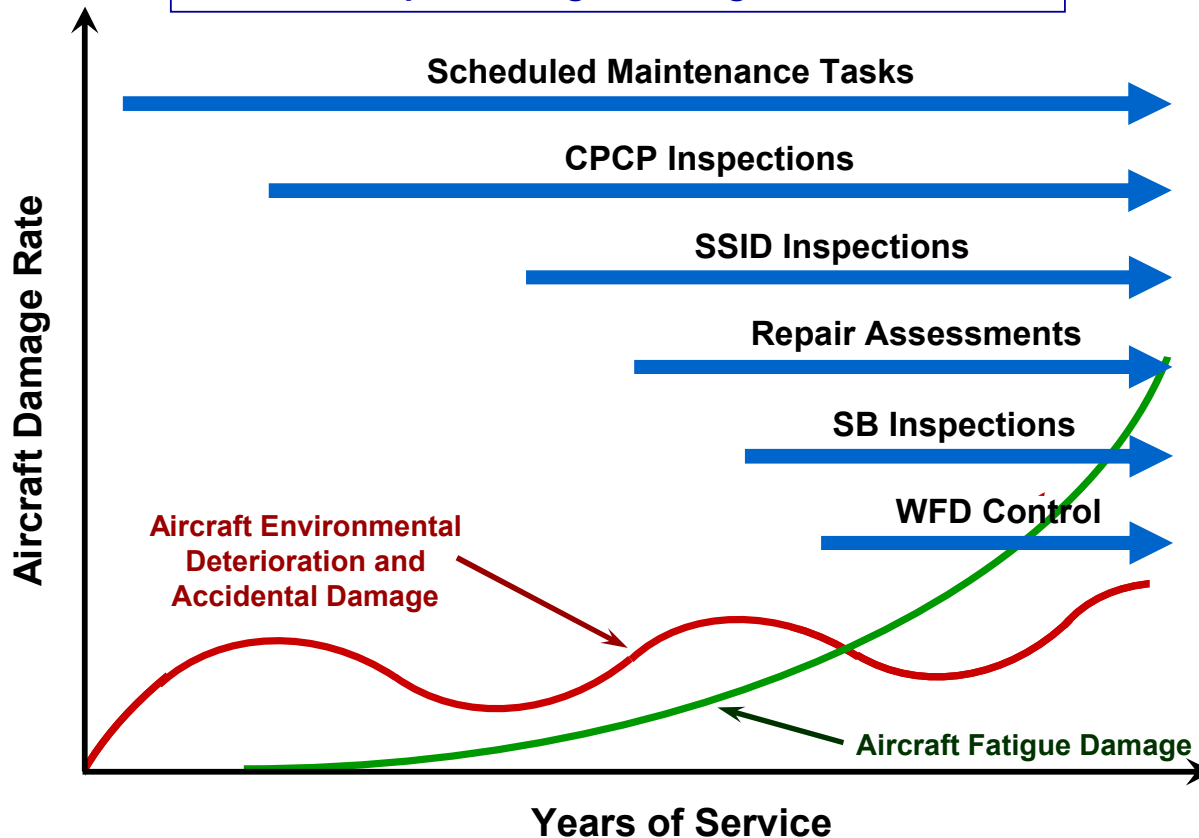 Scheduled Maintenance Tasks
CPCP Inspections
SSID Inspections
Repair Assessments
SB Inspections
WFD Control
Aircraft Damage Rate
Aircraft Environmental
Deterioration and
Accidental Damage
Aircraft Fatigue Damage
Years of Service